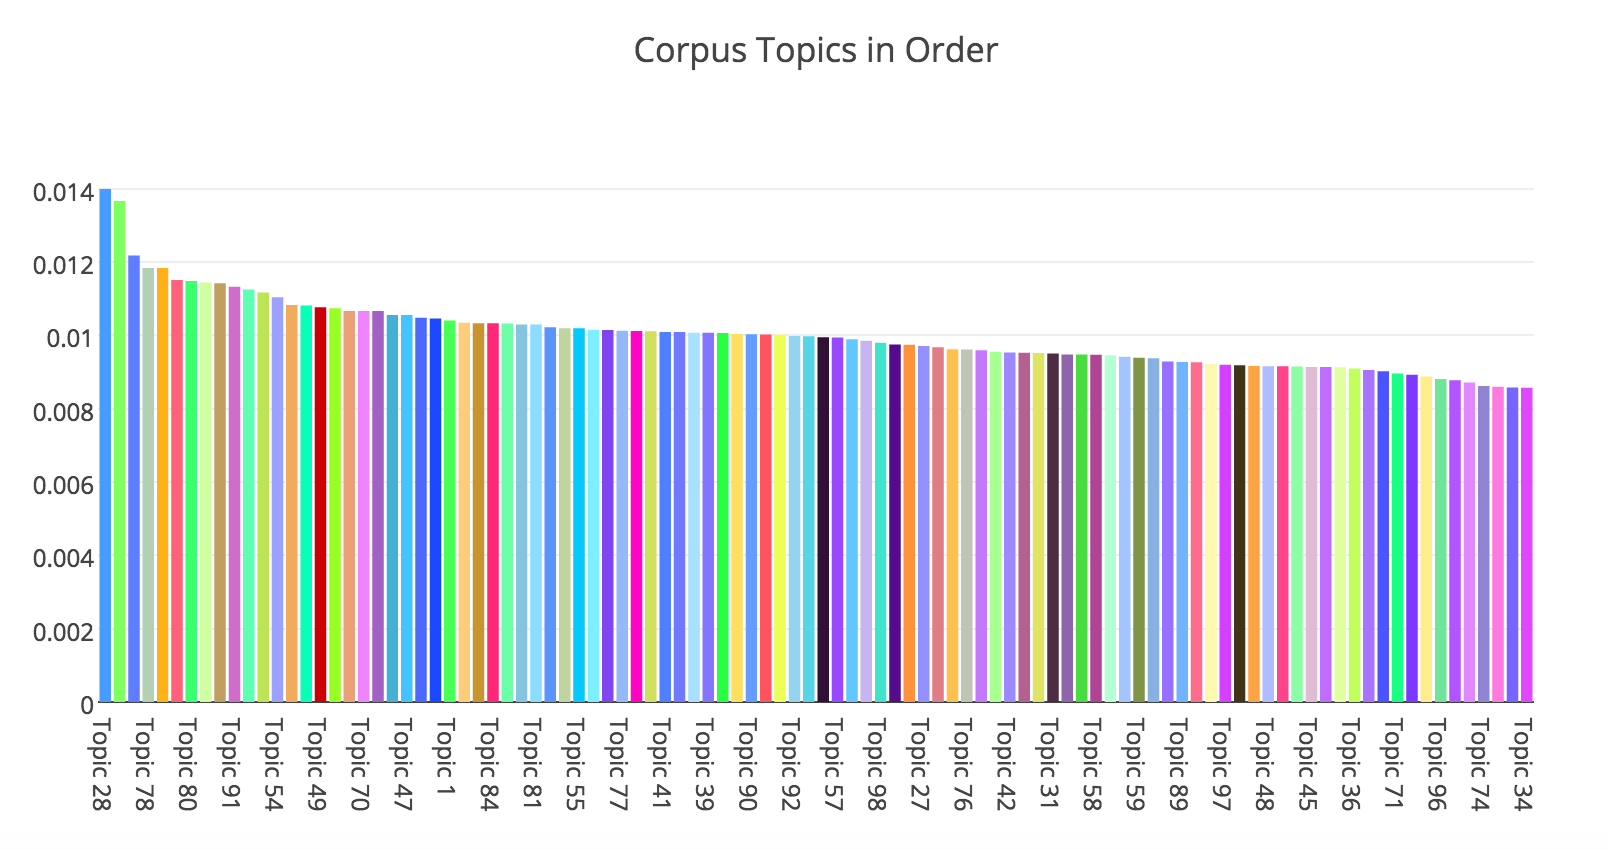 Corpus Topics in Order
0.014
0.012
0.01
0.008
0.006
0.004
0.002
0
Topic 28
Topic 78
Topic 80
Topic 91
Topic 54
Topic 49
Topic 70
Topic 47
Topic 1
Topic 84
Topic 81
Topic 55
Topic 77
Topic 41
Topic 39
Topic 90
Topic 92
Topic 57
Topic 98
Topic 27
Topic 76
Topic 42
Topic 31
Topic 58
Topic 59
Topic 89
Topic 97
Topic 48
Topic 45
Topic 36
Topic 71
Topic 96
Topic 74
Topic 34